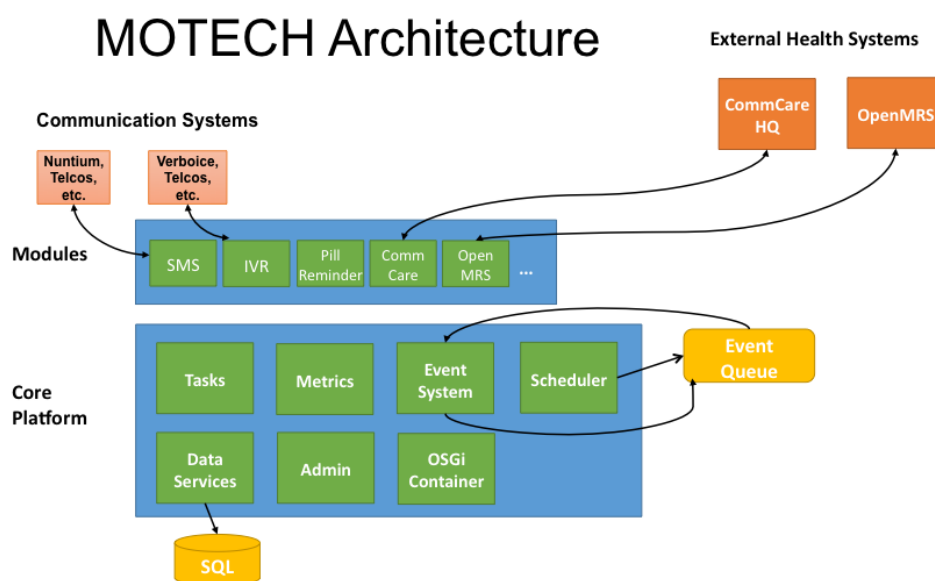 MOTECH Architecture
External Health Systems
CommCare
HQ
OpenMRS
Communication Systems
Nuntium,
Telcos,
etc.
Verboice,
Telcos,
etc.
Modules
SMS
IVR
Pill
Reminder
Comm
Care
Open
MRS
...
Core
Platform
Tasks
Metrics
Event
System
Scheduler
Event
Queue
Data
Services
Admin
OSGi
Container
SQL